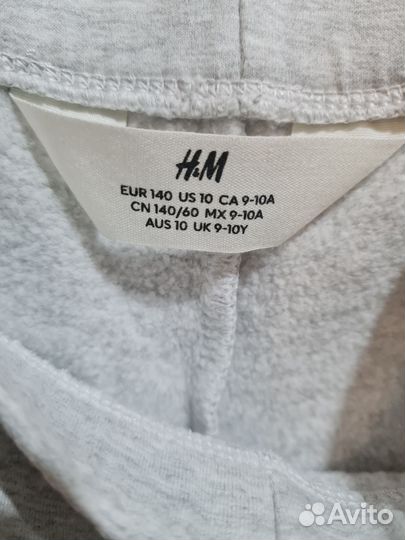 H&M
EUR 140 US 10 CA 9-10A
CN 140/60 MX 9-10A
AUS 10 UK 9-10Y
Avito